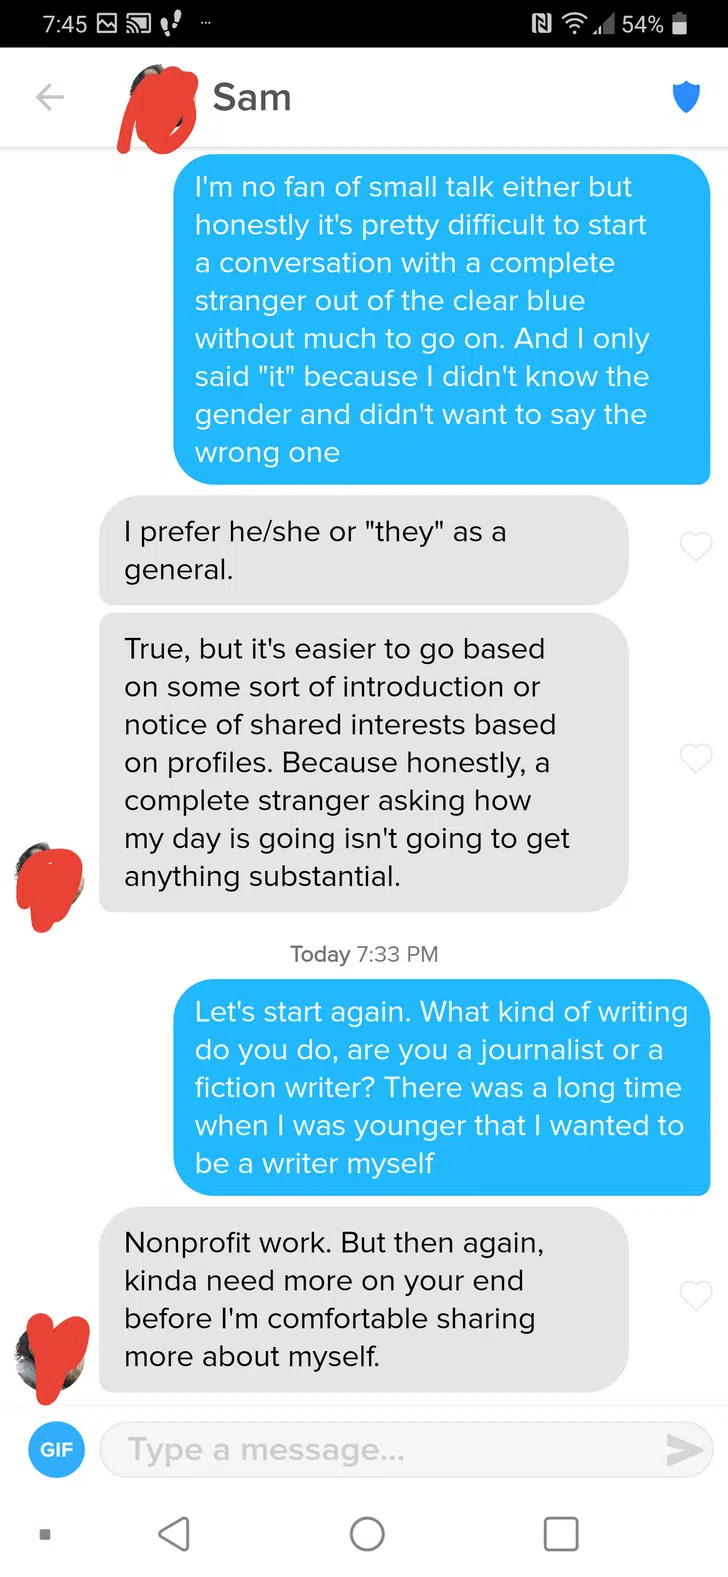 7:45 ... 54%
Sam
I'm no fan of small talk either but
honestly it's pretty difficult to start
a conversation with a complete
stranger out of the clear blue
without much to go on. And I only
said "it" because I didn't know the
gender and didn't want to say the
wrong one
I prefer he/she or "they" as a
general.
True, but it's easier to go based
on some sort of introduction or
notice of shared interests based
on profiles. Because honestly, a
complete stranger asking how
my day is going isn't going to get
anything substantial.
Today 7:33 PM
Let's start again. What kind of writing
do you do, are you a journalist or a
fiction writer? There was a long time
when I was younger that I wanted to
be a writer myself
Nonprofit work. But then again,
kinda need more on your end
before I'm comfortable sharing
more about myself.
GIF Type a message...